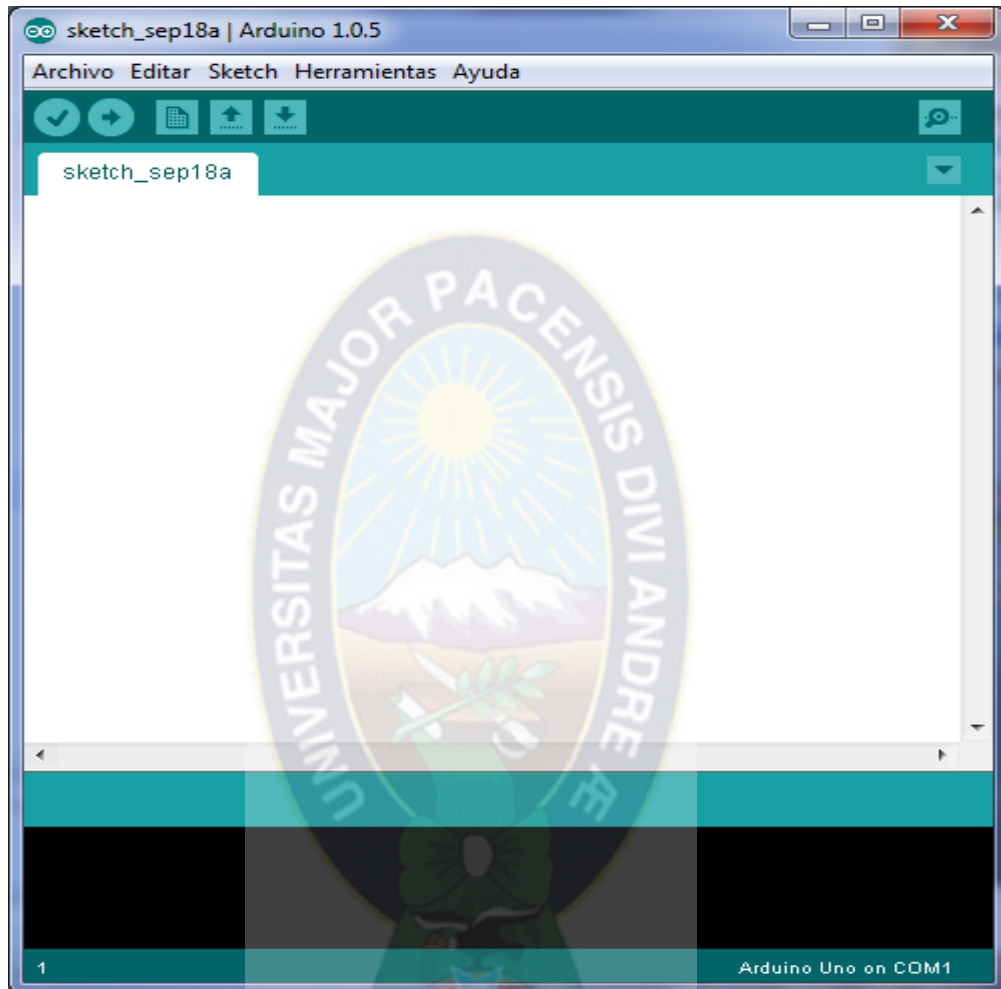 sketch_sep18a | Arduino 1.0.5
Archivo Editar Sketch Herramientas Ayuda
sketch_sep18a
UNIVERSITAS MAJOR PACENSIS DIVI ANDRE Æ
1
Arduino Uno on COM1